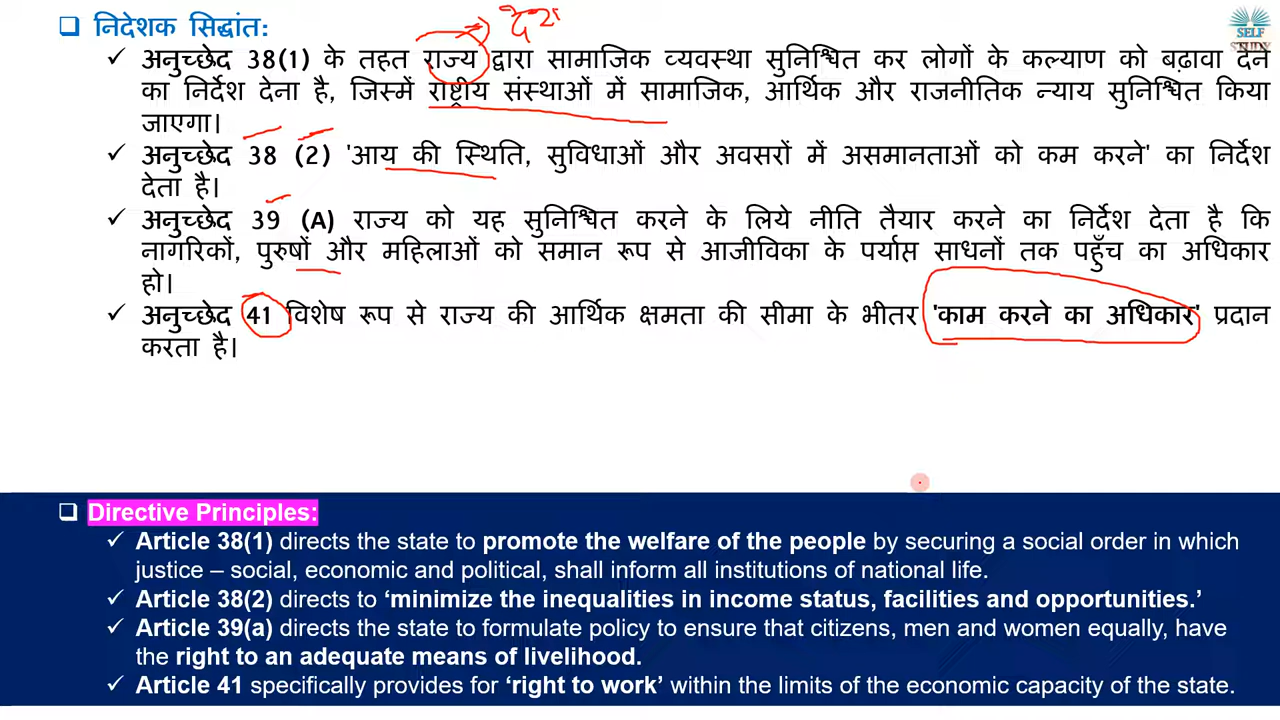 निदेशक सिद्धांत:
SELF
STUDY
अनुच्छेद 38(1) के तहत राज्य द्वारा सामाजिक व्यवस्था सुनिश्चित कर लोगों के कल्याण को बढ़ावा देने
का निर्देश देना है, जिसमें राष्ट्रीय संस्थाओं में सामाजिक, आर्थिक और राजनीतिक न्याय सुनिश्चित किया
जाएगा।
अनुच्छेद 38 (2) 'आय की स्थिति, सुविधाओं और अवसरों में असमानताओं को कम करने' का निर्देश
देता है।
अनुच्छेद 39 (A) राज्य को यह सुनिश्चित करने के लिये नीति तैयार करने का निर्देश देता है कि
नागरिकों, पुरुषों और महिलाओं को समान रूप से आजीविका के पर्याप्त साधनों तक पहुँच का अधिकार
हो।
अनुच्छेद 41 विशेष रूप से राज्य की आर्थिक क्षमता की सीमा के भीतर 'काम करने का अधिकार' प्रदान
करता है।
Directive Principles:
Article 38(1) directs the state to promote the welfare of the people by securing a social order in which
justice – social, economic and political, shall inform all institutions of national life.
Article 38(2) directs to ‘minimize the inequalities in income status, facilities and opportunities.’
Article 39(a) directs the state to formulate policy to ensure that citizens, men and women equally, have
the right to an adequate means of livelihood.
Article 41 specifically provides for ‘right to work’ within the limits of the economic capacity of the state.